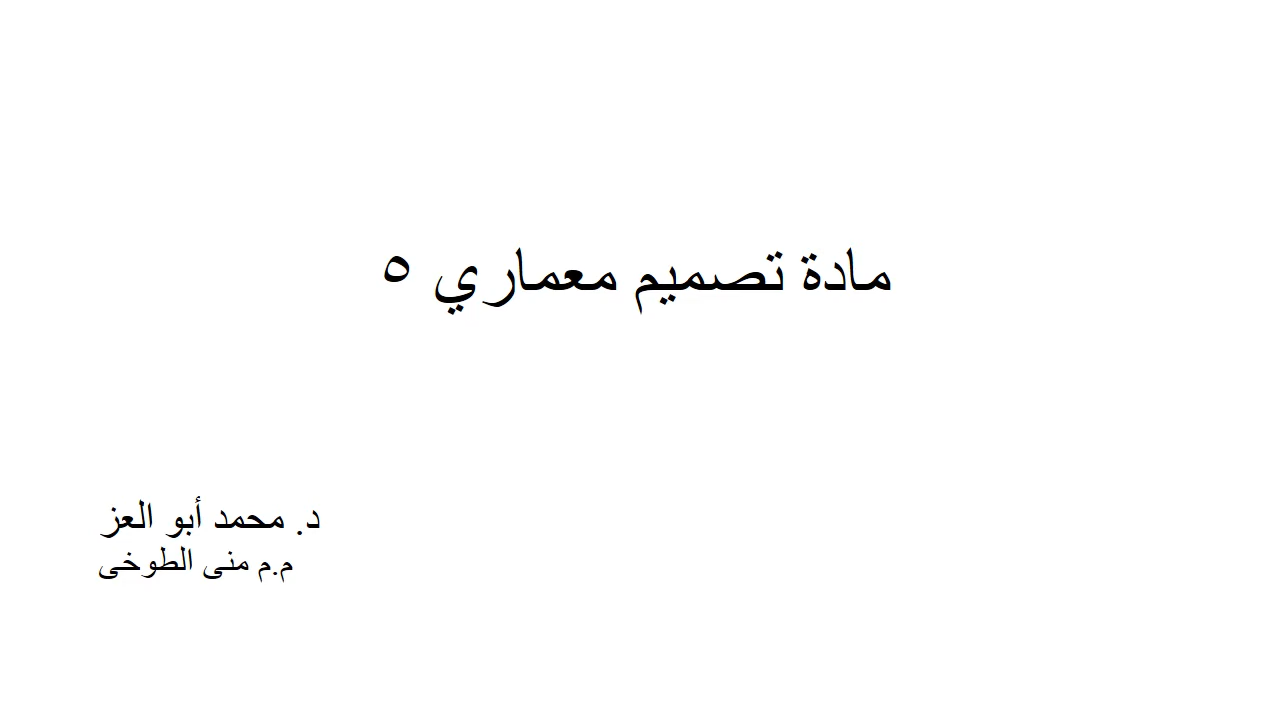 مادة تصميم معماري ٥
د. محمد أبو العز
م.م منى الطوخى